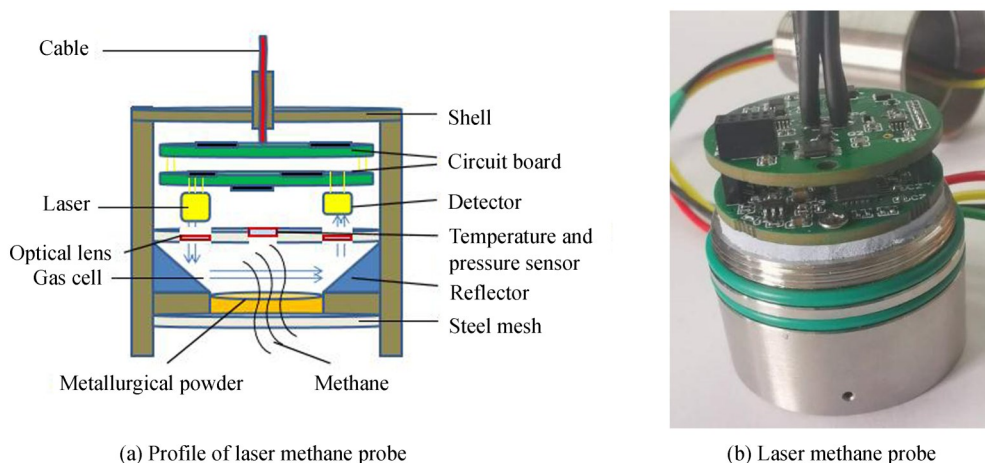 Cable
Shell
Circuit board
Laser
Detector
Optical lens
Temperature and
pressure sensor
Gas cell
Reflector
Steel mesh
Metallurgical powder
Methane
(a) Profile of laser methane probe
(b) Laser methane probe